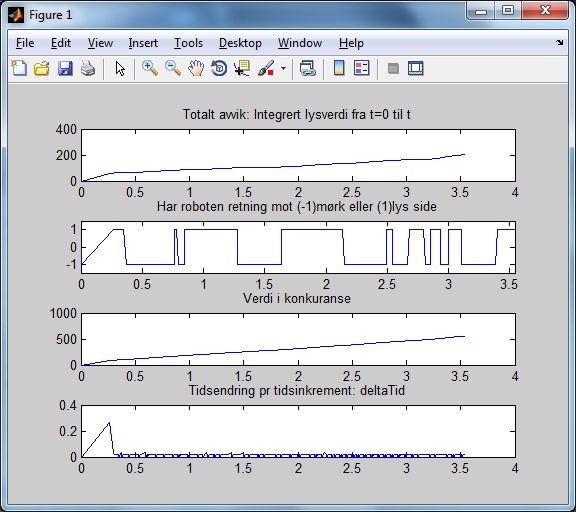 Figure 1
File Edit View Insert Tools Desktop Window Help
Totalt avvik: Integrert lysverdi fra t=0 til t
400
200
0
0 0.5 1 1.5 2 2.5 3 3.5 4
Har roboten retning mot (-1)mørk eller (1)lys side
1
0
-1
0 0.5 1 1.5 2 2.5 3 3.5
Verdi i konkuranse
1000
500
0
0 0.5 1 1.5 2 2.5 3 3.5 4
Tidsendring pr tidsinkrement: deltaTid
0.4
0.2
0
0 0.5 1 1.5 2 2.5 3 3.5 4